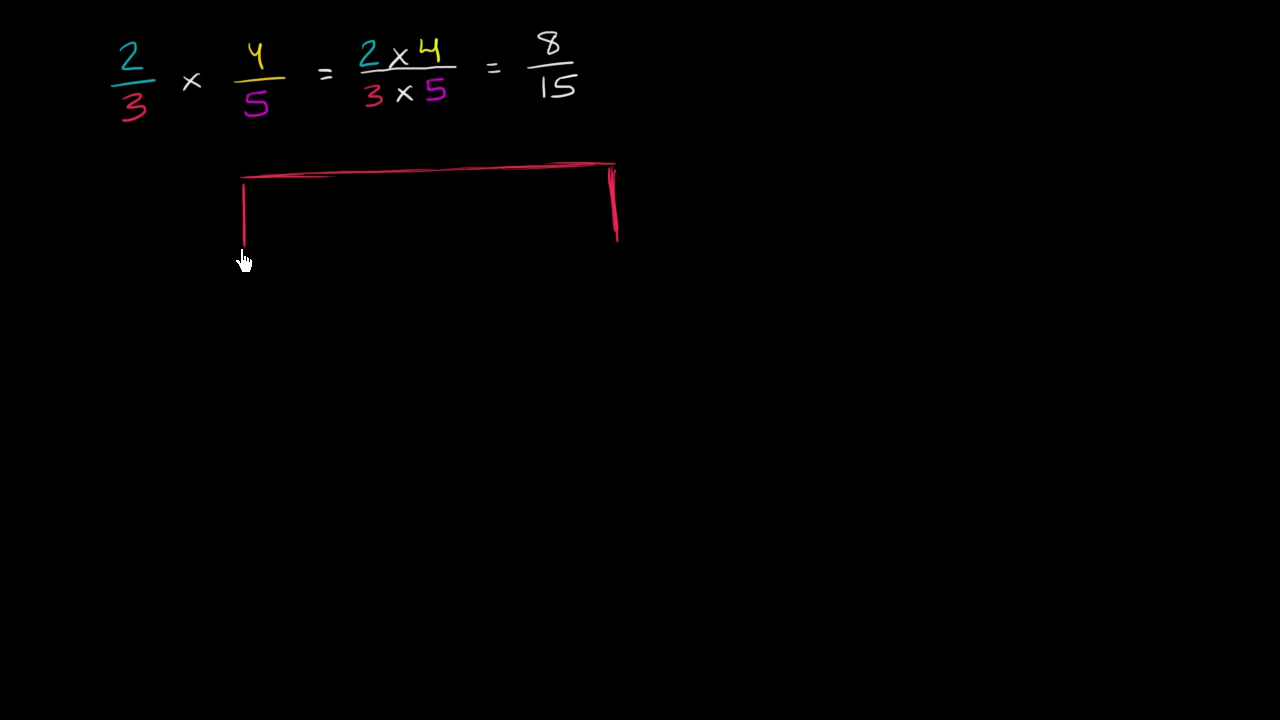 2/3 × 4/5 = 2 × 4/3 × 5 = 8/15